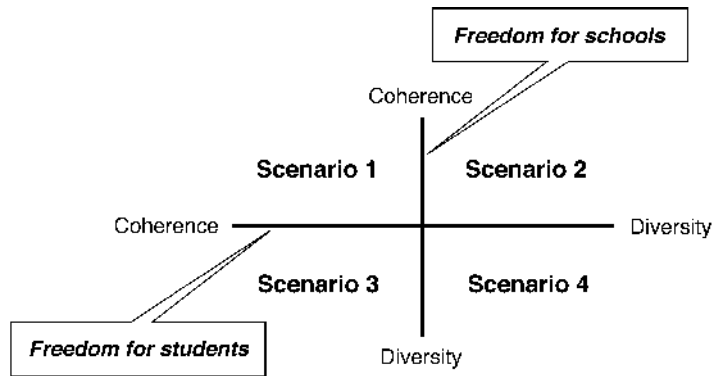 Freedom for schools
Coherence
Scenario 1
Scenario 2
Coherence
Diversity
Scenario 3
Scenario 4
Freedom for students
Diversity